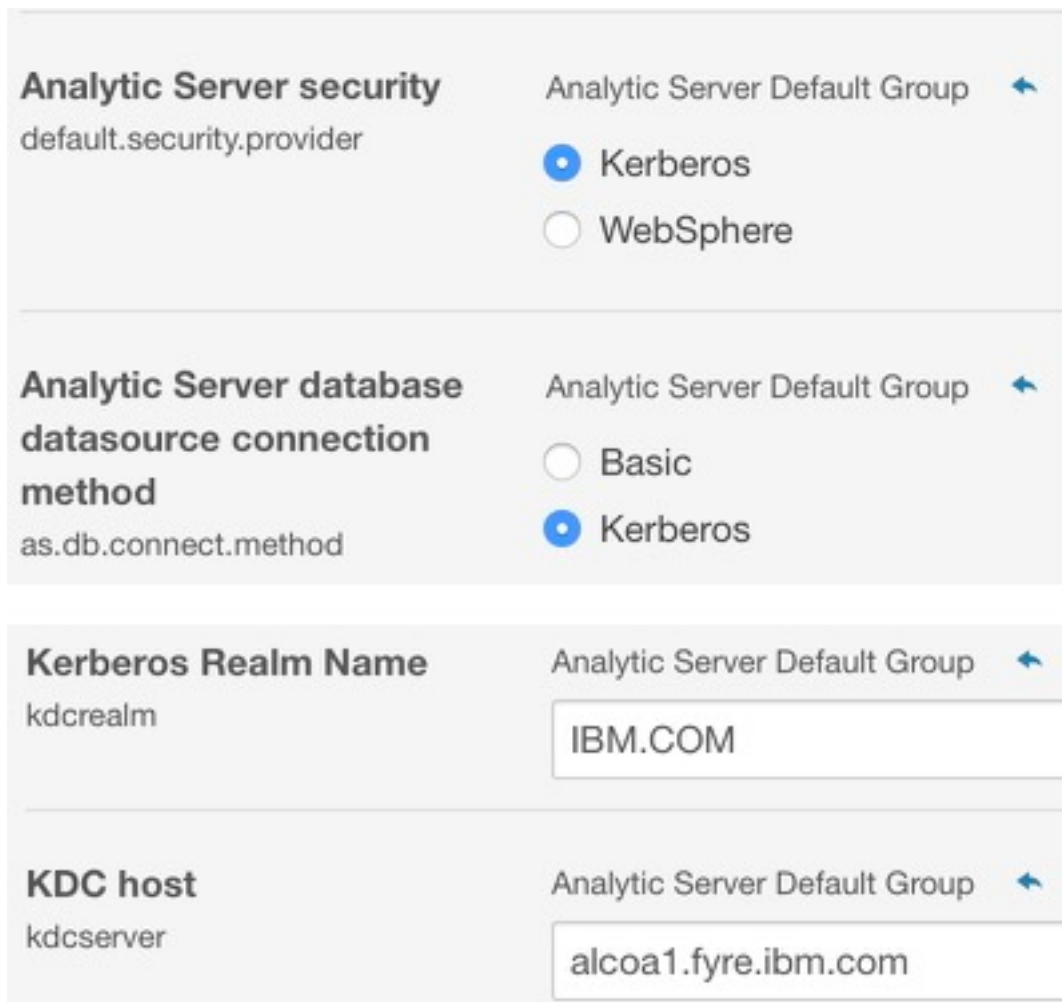 Analytic Server security
Analytic Server Default Group
default.security.provider
Kerberos
WebSphere
Analytic Server database
datasource connection
method
Analytic Server Default Group
as.db.connect.method
Basic
Kerberos
Kerberos Realm Name
Analytic Server Default Group
kdcrealm
IBM.COM
KDC host
Analytic Server Default Group
kdcserver
alcoa1.fyre.ibm.com